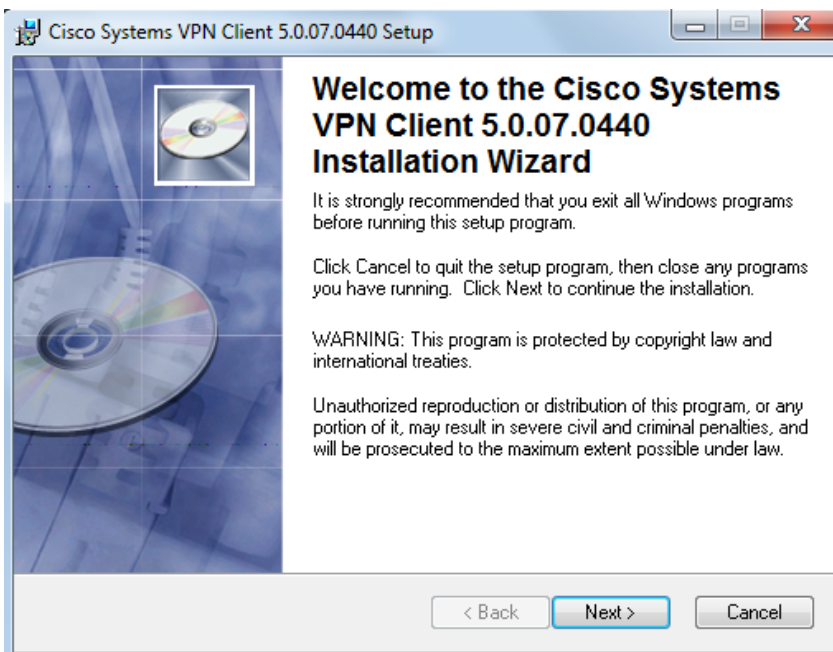 Cisco Systems VPN Client 5.0.07.0440 Setup
Welcome to the Cisco Systems
VPN Client 5.0.07.0440
Installation Wizard
It is strongly recommended that you exit all Windows programs
before running this setup program.
Click Cancel to quit the setup program, then close any programs
you have running. Click Next to continue the installation.
WARNING: This program is protected by copyright law and
international treaties.
Unauthorized reproduction or distribution of this program, or any
portion of it, may result in severe civil and criminal penalties, and
will be prosecuted to the maximum extent possible under law.
< Back Next > Cancel